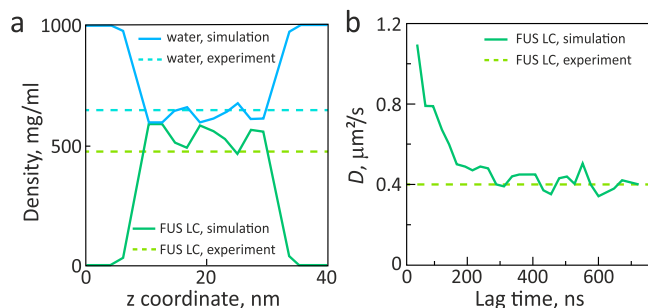 a
1000
500
0
Density, mg/ml
water, simulation
water, experiment
FUS LC, simulation
FUS LC, experiment
0
20
40
z coordinate, nm
b
1.2
0.8
0.4
0
D, μm²/s
FUS LC, simulation
FUS LC, experiment
0
200
400
600
Lag time, ns